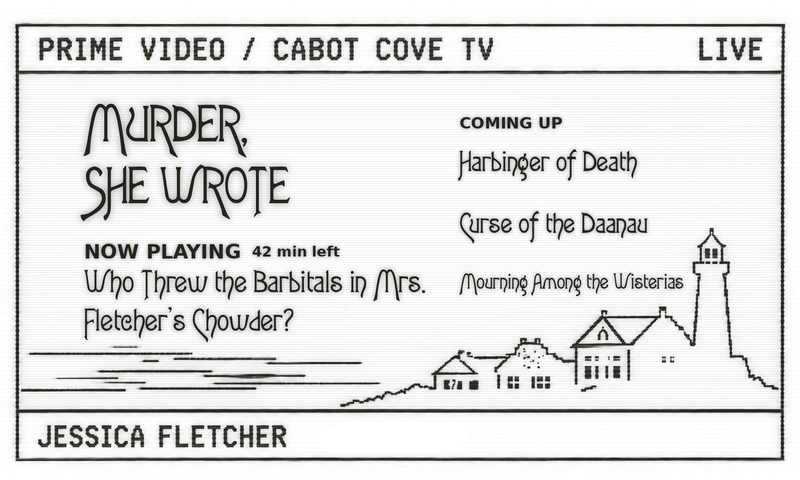 PRIME VIDEO / CABOT COVE TV LIVE
MURDER,
SHE WROTE
NOW PLAYING 42 min left
Who Threw the Barbitals in Mrs.
Fletcher's Chowder?
COMING UP
Harbinger of Death
Curse of the Daanau
Mourning Among the Wisterias
JESSICA FLETCHER